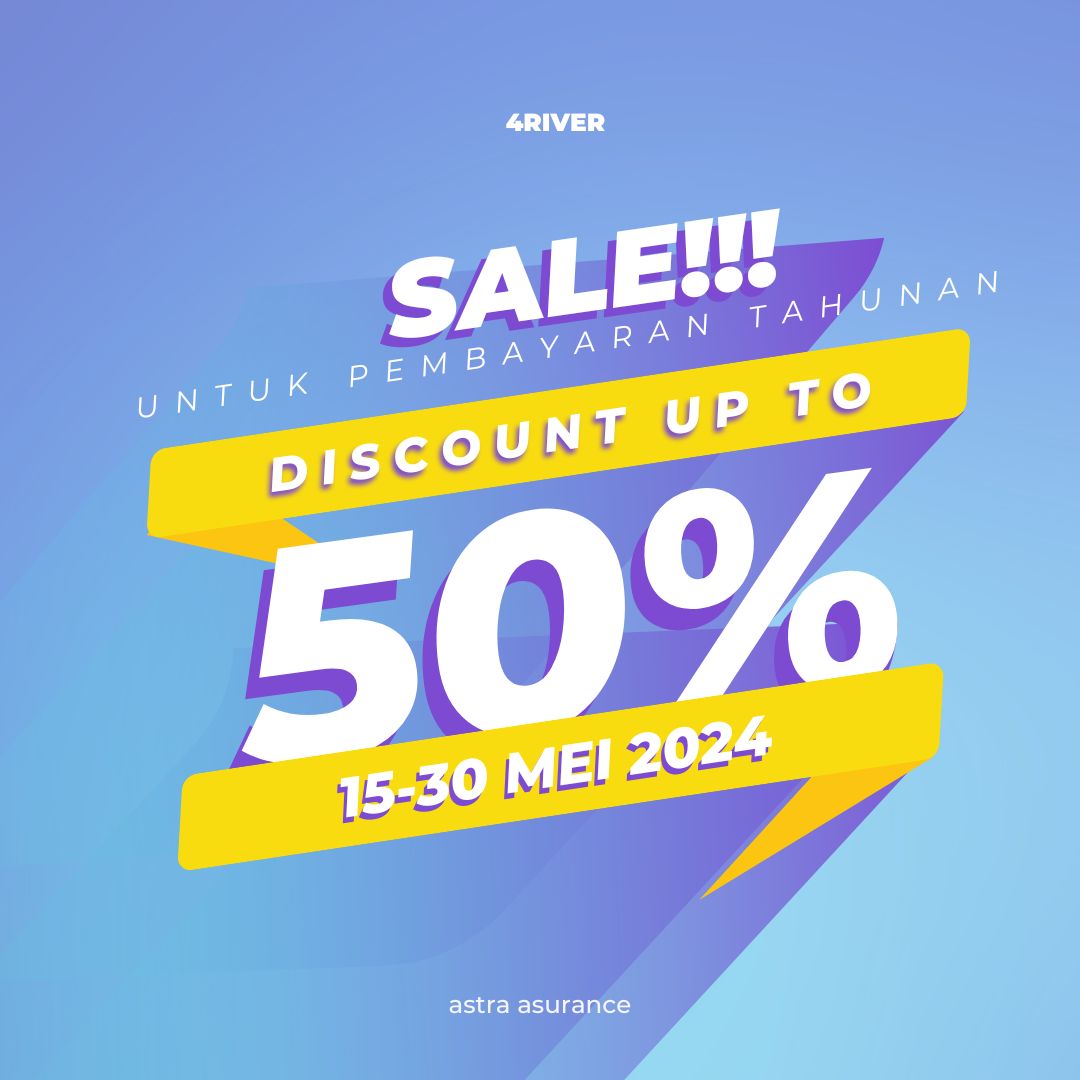 4RIVER
SALE!!!
UNTUK PEMBAYARAN TAHUNAN
DISCOUNT UP TO
50%
15-30 MEI 2024
astra asurance